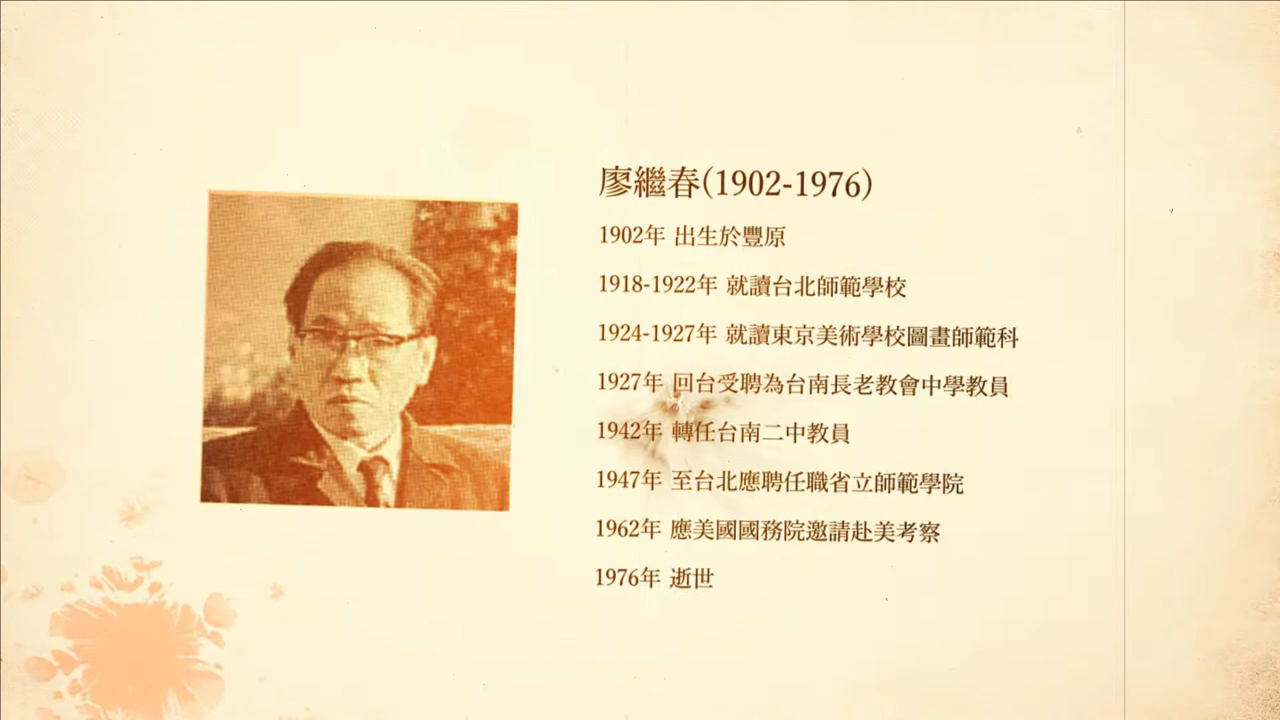 廖繼春(1902-1976)
1902年 出生於豐原
1918-1922年 就讀台北師範學校
1924-1927年 就讀東京美術學校圖畫師範科
1927年 回台受聘為台南長老教會中學教員
1942年 轉任台南二中教員
1947年 至台北應聘任職省立師範學院
1962年 應美國國務院邀請赴美考察
1976年 逝世